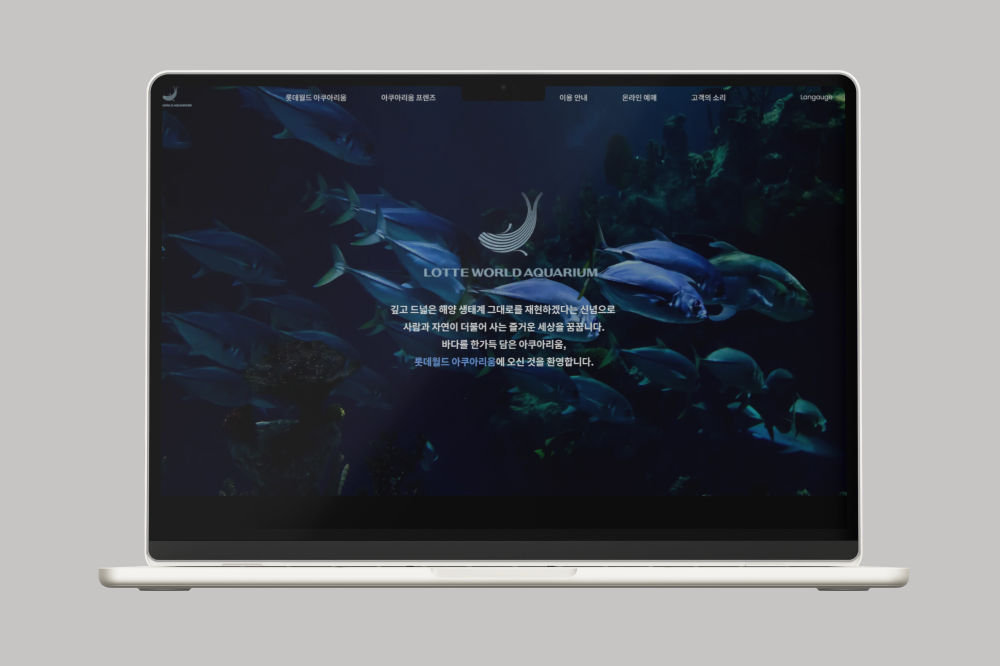 LOTTE WORLD AQUARIUM
롯데월드 아쿠아리움
아쿠아리움 프렌즈
이용 안내
온라인 예매
고객의 소리
Langauge
LOTTE WORLD AQUARIUM
깊고 드넓은 해양 생태계 그대로를 재현하겠다는 신념으로
사람과 자연이 더불어 사는 즐거운 세상을 꿈꿉니다.
바다를 한가득 담은 아쿠아리움,
롯데월드 아쿠아리움에 오신 것을 환영합니다.